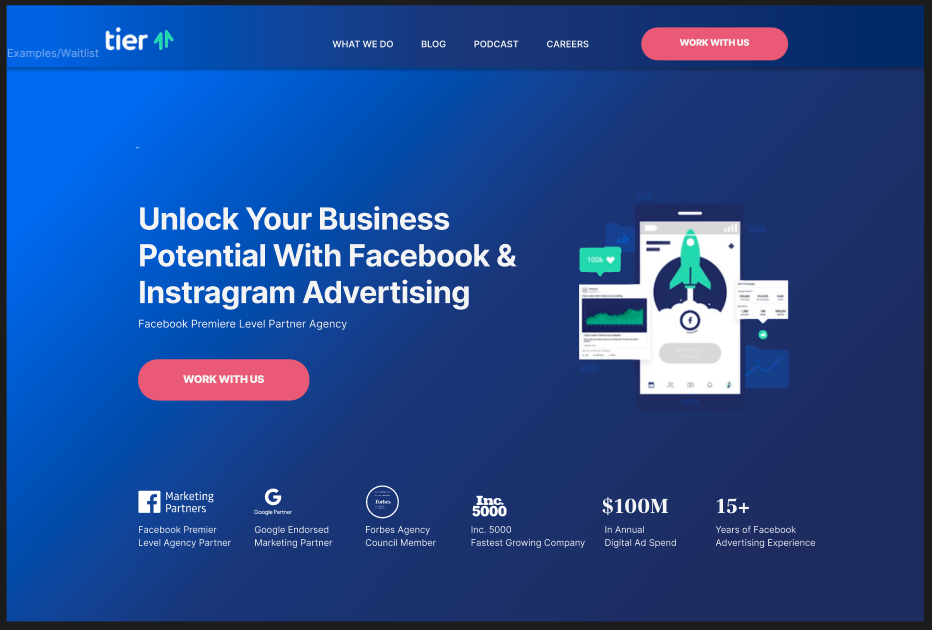 Examples/Waitlist
tier
WHAT WE DO
BLOG
PODCAST
CAREERS
WORK WITH US
Unlock Your Business
Potential With Facebook &
Instragram Advertising
Facebook Premiere Level Partner Agency
WORK WITH US
100k
Marketing
Partners
Facebook Premier
Level Agency Partner
Google Partner
Google Endorsed
Marketing Partner
Forbes
Forbes Agency
Council Member
Inc.
5000
Inc. 5000
Fastest Growing Company
$100M
In Annual
Digital Ad Spend
15+
Years of Facebook
Advertising Experience